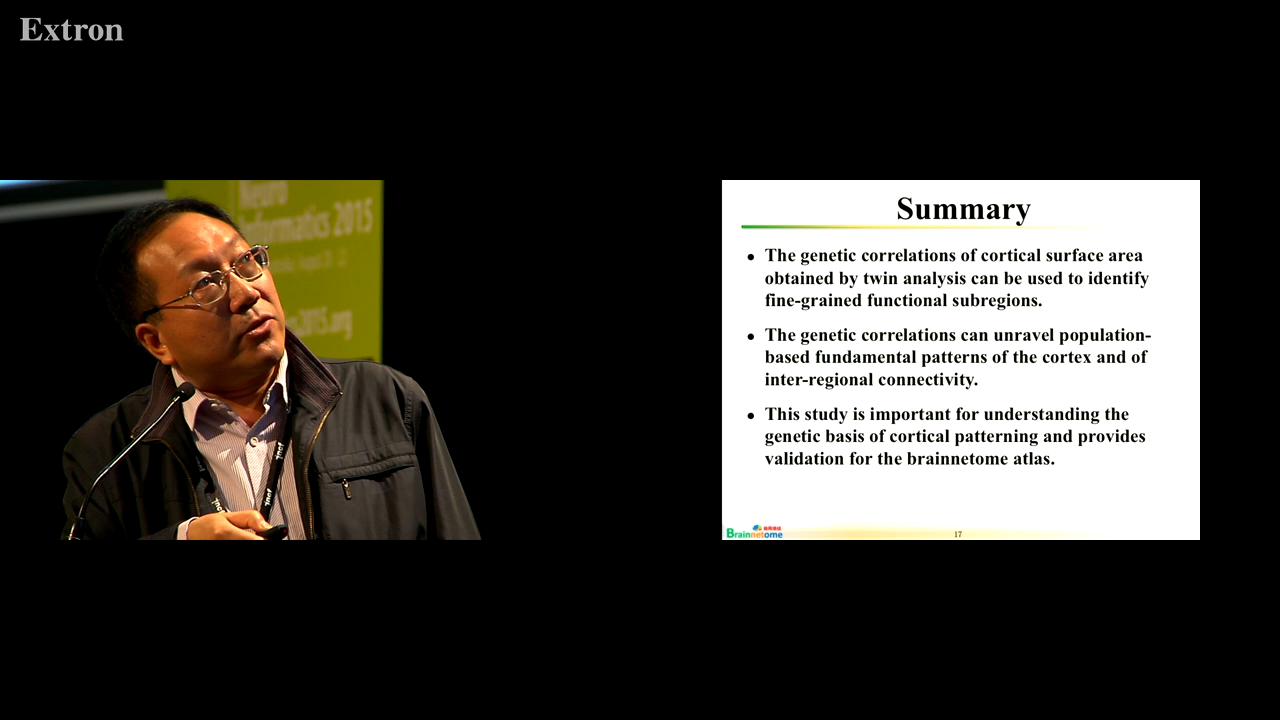 Extron
Neuro
Informatics 2015
2015.org
Summary
• The genetic correlations of cortical surface area
obtained by twin analysis can be used to identify
fine-grained functional subregions.
• The genetic correlations can unravel population-
based fundamental patterns of the cortex and of
inter-regional connectivity.
• This study is important for understanding the
genetic basis of cortical patterning and provides
validation for the brainnetome atlas.
Brainnetome
17